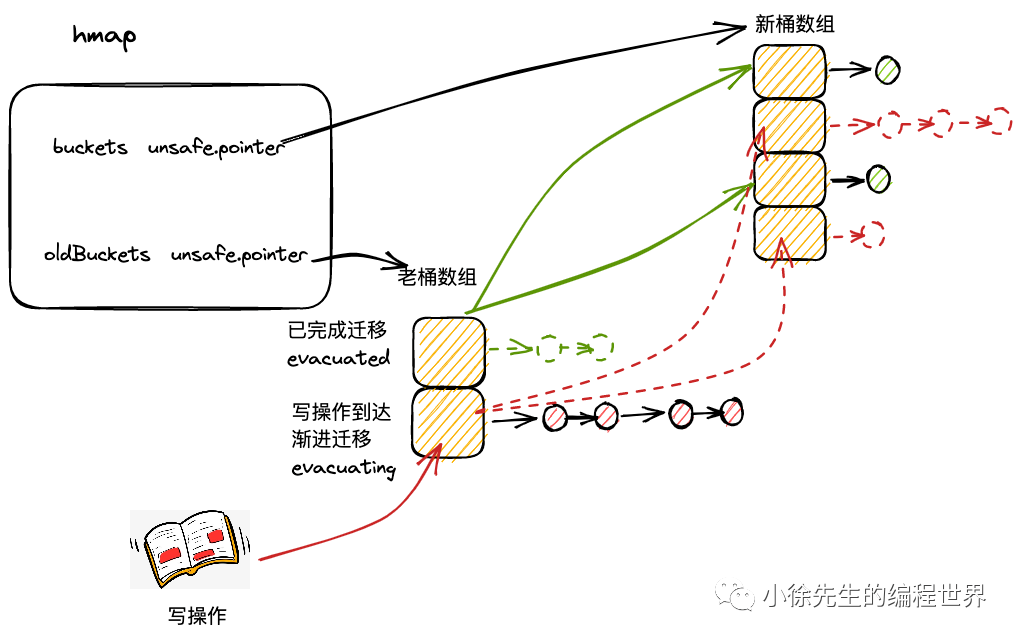 hmap
新桶数组
buckets unsafe.pointer
oldBuckets unsafe.pointer
老桶数组
已完成迁移
evacuated
写操作到达
渐进迁移
evacuating
写操作
小徐先生的编程世界